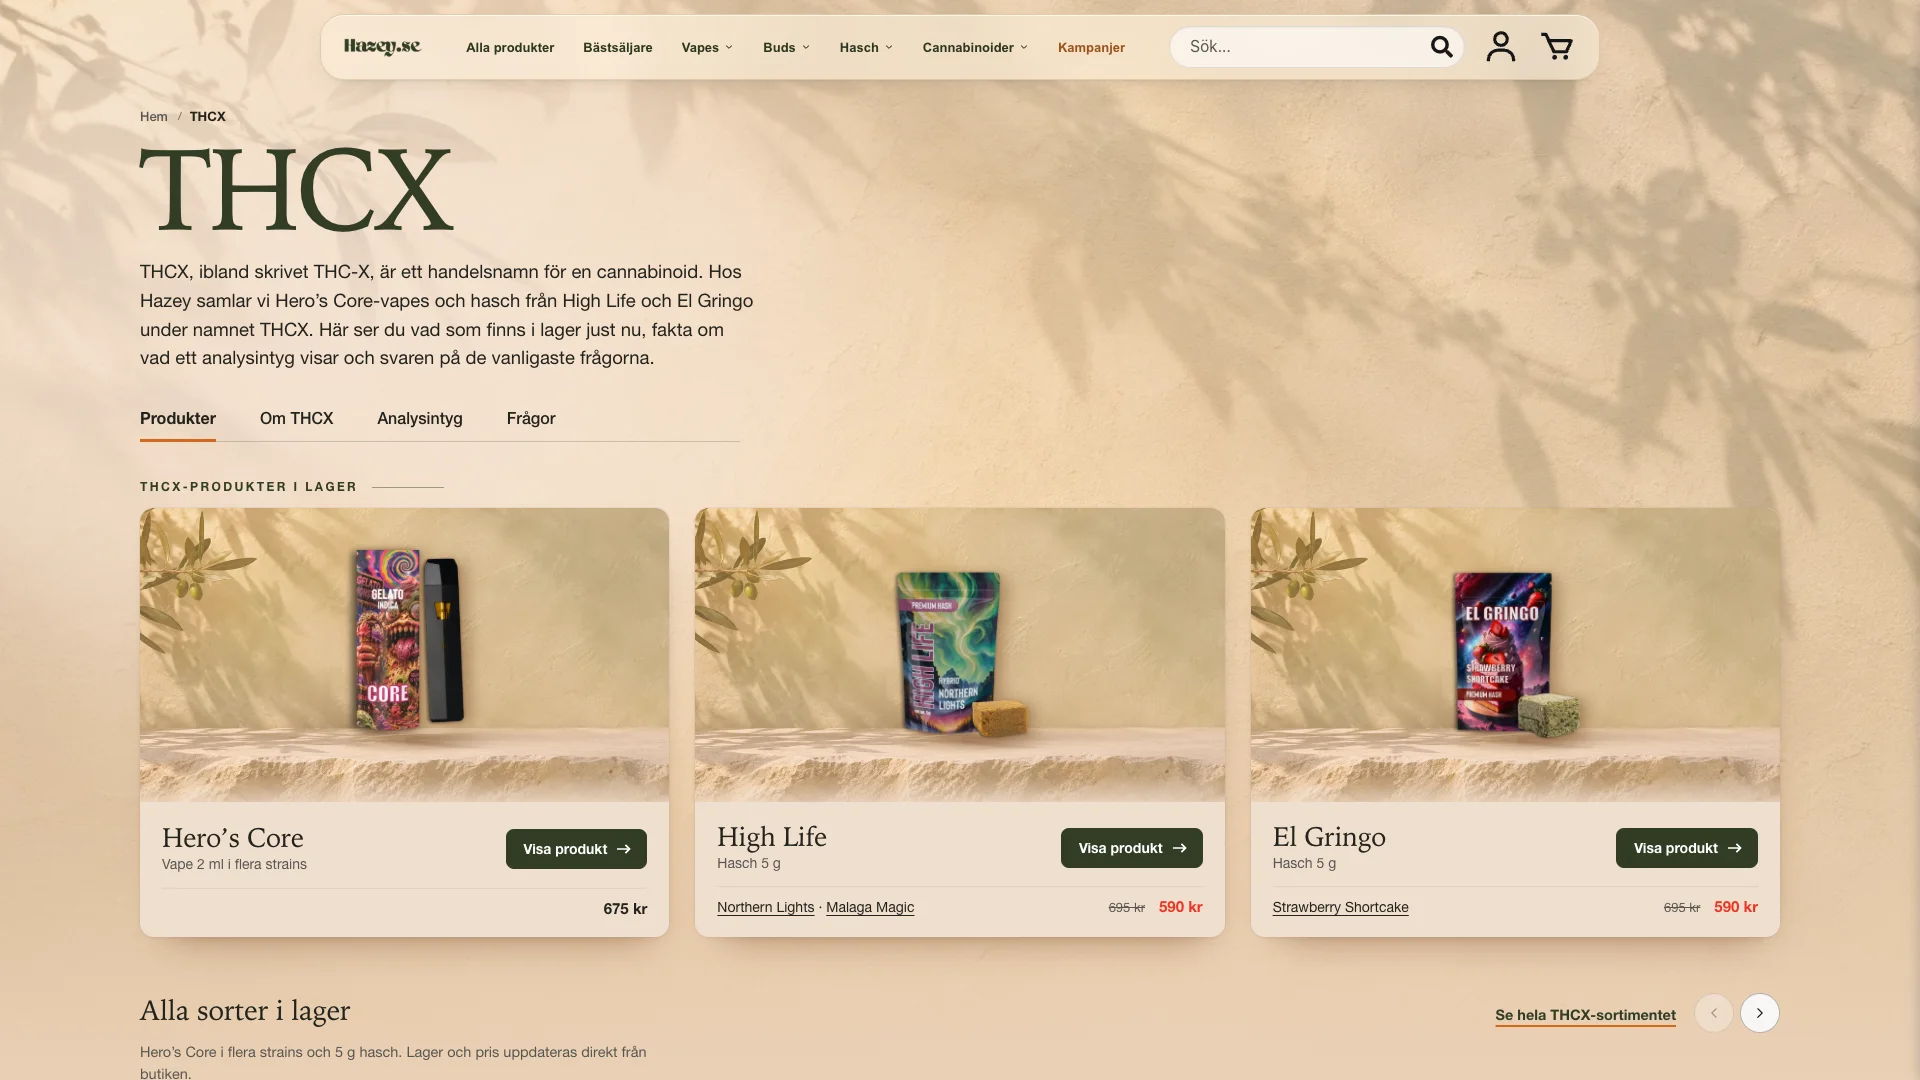 Hazey.se
Alla produkter
Bästsäljare
Vapes
Buds
Hasch
Cannabinoider
Kampanjer
Sök...
Hem / THCX
THCX
THCX, ibland skrivet THC-X, är ett handelsnamn för en cannabinoid. Hos
Hazey samlar vi Hero’s Core-vapes och hasch från High Life och El Gringo
under namnet THCX. Här ser du vad som finns i lager just nu, fakta om
vad ett analysintyg visar och svaren på de vanligaste frågorna.
Produkter
Om THCX
Analysintyg
Frågor
THCX-PRODUKTER I LAGER
GELATO
INDICA
CORE
PREMIUM HASH
HIGH LIFE
HYBRID
NORTHERN
LIGHTS
EL GRINGO
STRAWBERRY
SHORTCAKE
PREMIUM HASH
Hero’s Core
Vape 2 ml i flera strains
Visa produkt →
675 kr
High Life
Hasch 5 g
Visa produkt →
Northern Lights · Malaga Magic
695 kr 590 kr
El Gringo
Hasch 5 g
Visa produkt →
Strawberry Shortcake
695 kr 590 kr
Alla sorter i lager
Se hela THCX-sortimentet
Hero’s Core i flera strains och 5 g hasch. Lager och pris uppdateras direkt från
butiken.